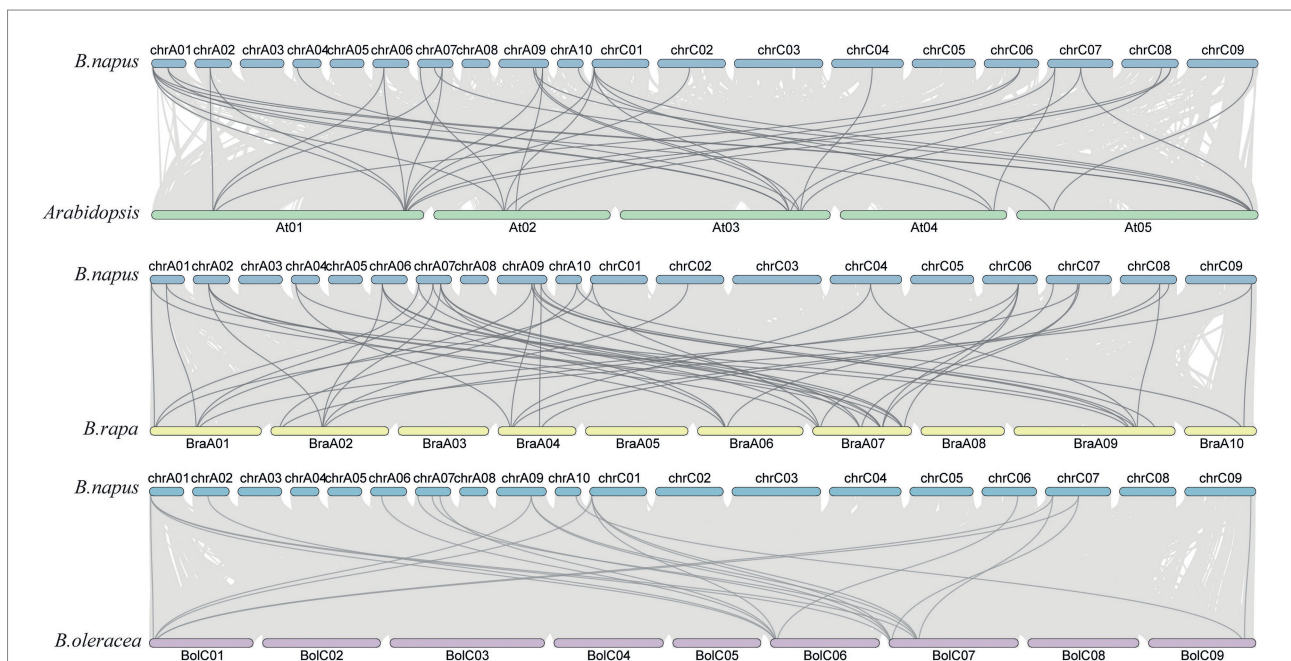 chrA01 chrA02 chrA03 chrA04 chrA05 chrA06 chrA07 chrA08 chrA09 chrA10 chrC01 chrC02 chrC03 chrC04 chrC05 chrC06 chrC07 chrC08 chrC09
B.napus
Arabidopsis
At01 At02 At03 At04 At05
chrA01 chrA02 chrA03 chrA04 chrA05 chrA06 chrA07 chrA08 chrA09 chrA10 chrC01 chrC02 chrC03 chrC04 chrC05 chrC06 chrC07 chrC08 chrC09
B.napus
B.rapa
BraA01 BraA02 BraA03 BraA04 BraA05 BraA06 BraA07 BraA08 BraA09 BraA10
chrA01 chrA02 chrA03 chrA04 chrA05 chrA06 chrA07 chrA08 chrA09 chrA10 chrC01 chrC02 chrC03 chrC04 chrC05 chrC06 chrC07 chrC08 chrC09
B.napus
B.oleracea
BolC01 BolC02 BolC03 BolC04 BolC05 BolC06 BolC07 BolC08 BolC09